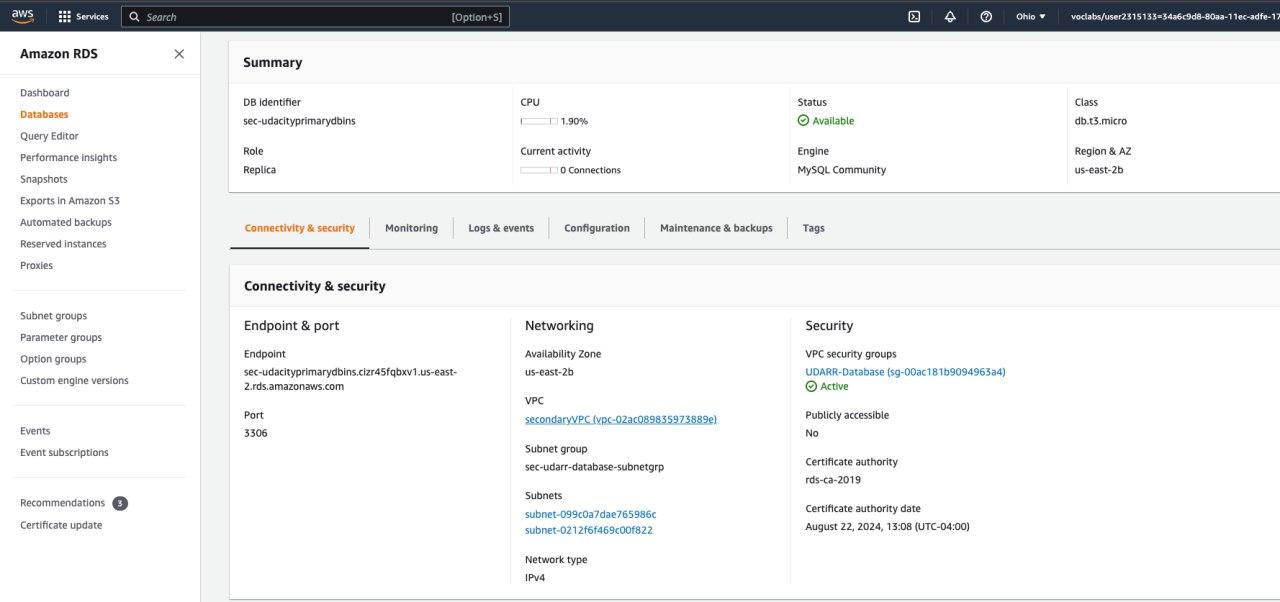 aws
Services
Search
[Option+S]
Ohio ▼
voclabs/user2315133=34a6c9d8-80aa-11ec-adfe-17
Amazon RDS
Dashboard
Databases
Query Editor
Performance insights
Snapshots
Exports in Amazon S3
Automated backups
Reserved instances
Proxies
Subnet groups
Parameter groups
Option groups
Custom engine versions
Events
Event subscriptions
Recommendations 3
Certificate update
Summary
DB identifier
sec-udacityprimarydbins
CPU
1.90%
Status
Available
Class
db.t3.micro
Role
Replica
Current activity
0 Connections
Engine
MySQL Community
Region & AZ
us-east-2b
Connectivity & security
Monitoring
Logs & events
Configuration
Maintenance & backups
Tags
Connectivity & security
Endpoint & port
Endpoint
sec-udacityprimarydbins.cizr45fqbxv1.us-east-
2.rds.amazonaws.com
Port
3306
Networking
Availability Zone
us-east-2b
VPC
secondaryVPC (vpc-02ac089835973889e)
Subnet group
sec-udarr-database-subnetgrp
Subnets
subnet-099c0a7dae765986c
subnet-0212f6f469c00f822
Network type
IPv4
Security
VPC security groups
UDARR-Database (sg-00ac181b9094963a4)
Active
Publicly accessible
No
Certificate authority
rds-ca-2019
Certificate authority date
August 22, 2024, 13:08 (UTC-04:00)